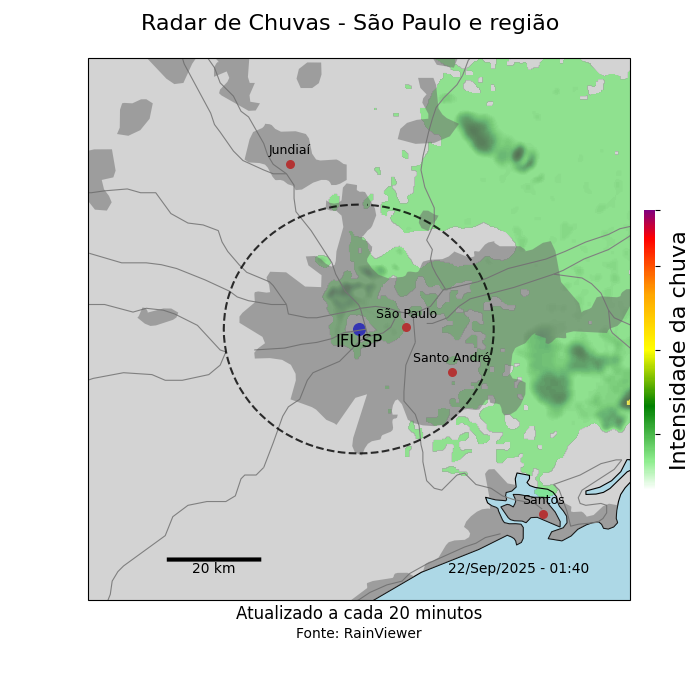 Radar de Chuvas - São Paulo e região
Jundiaí
São Paulo
IFUSP
Santo André
Intensidade da chuva
Santos
20 km
22/Sep/2025 - 01:40
Atualizado a cada 20 minutos
Fonte: RainViewer